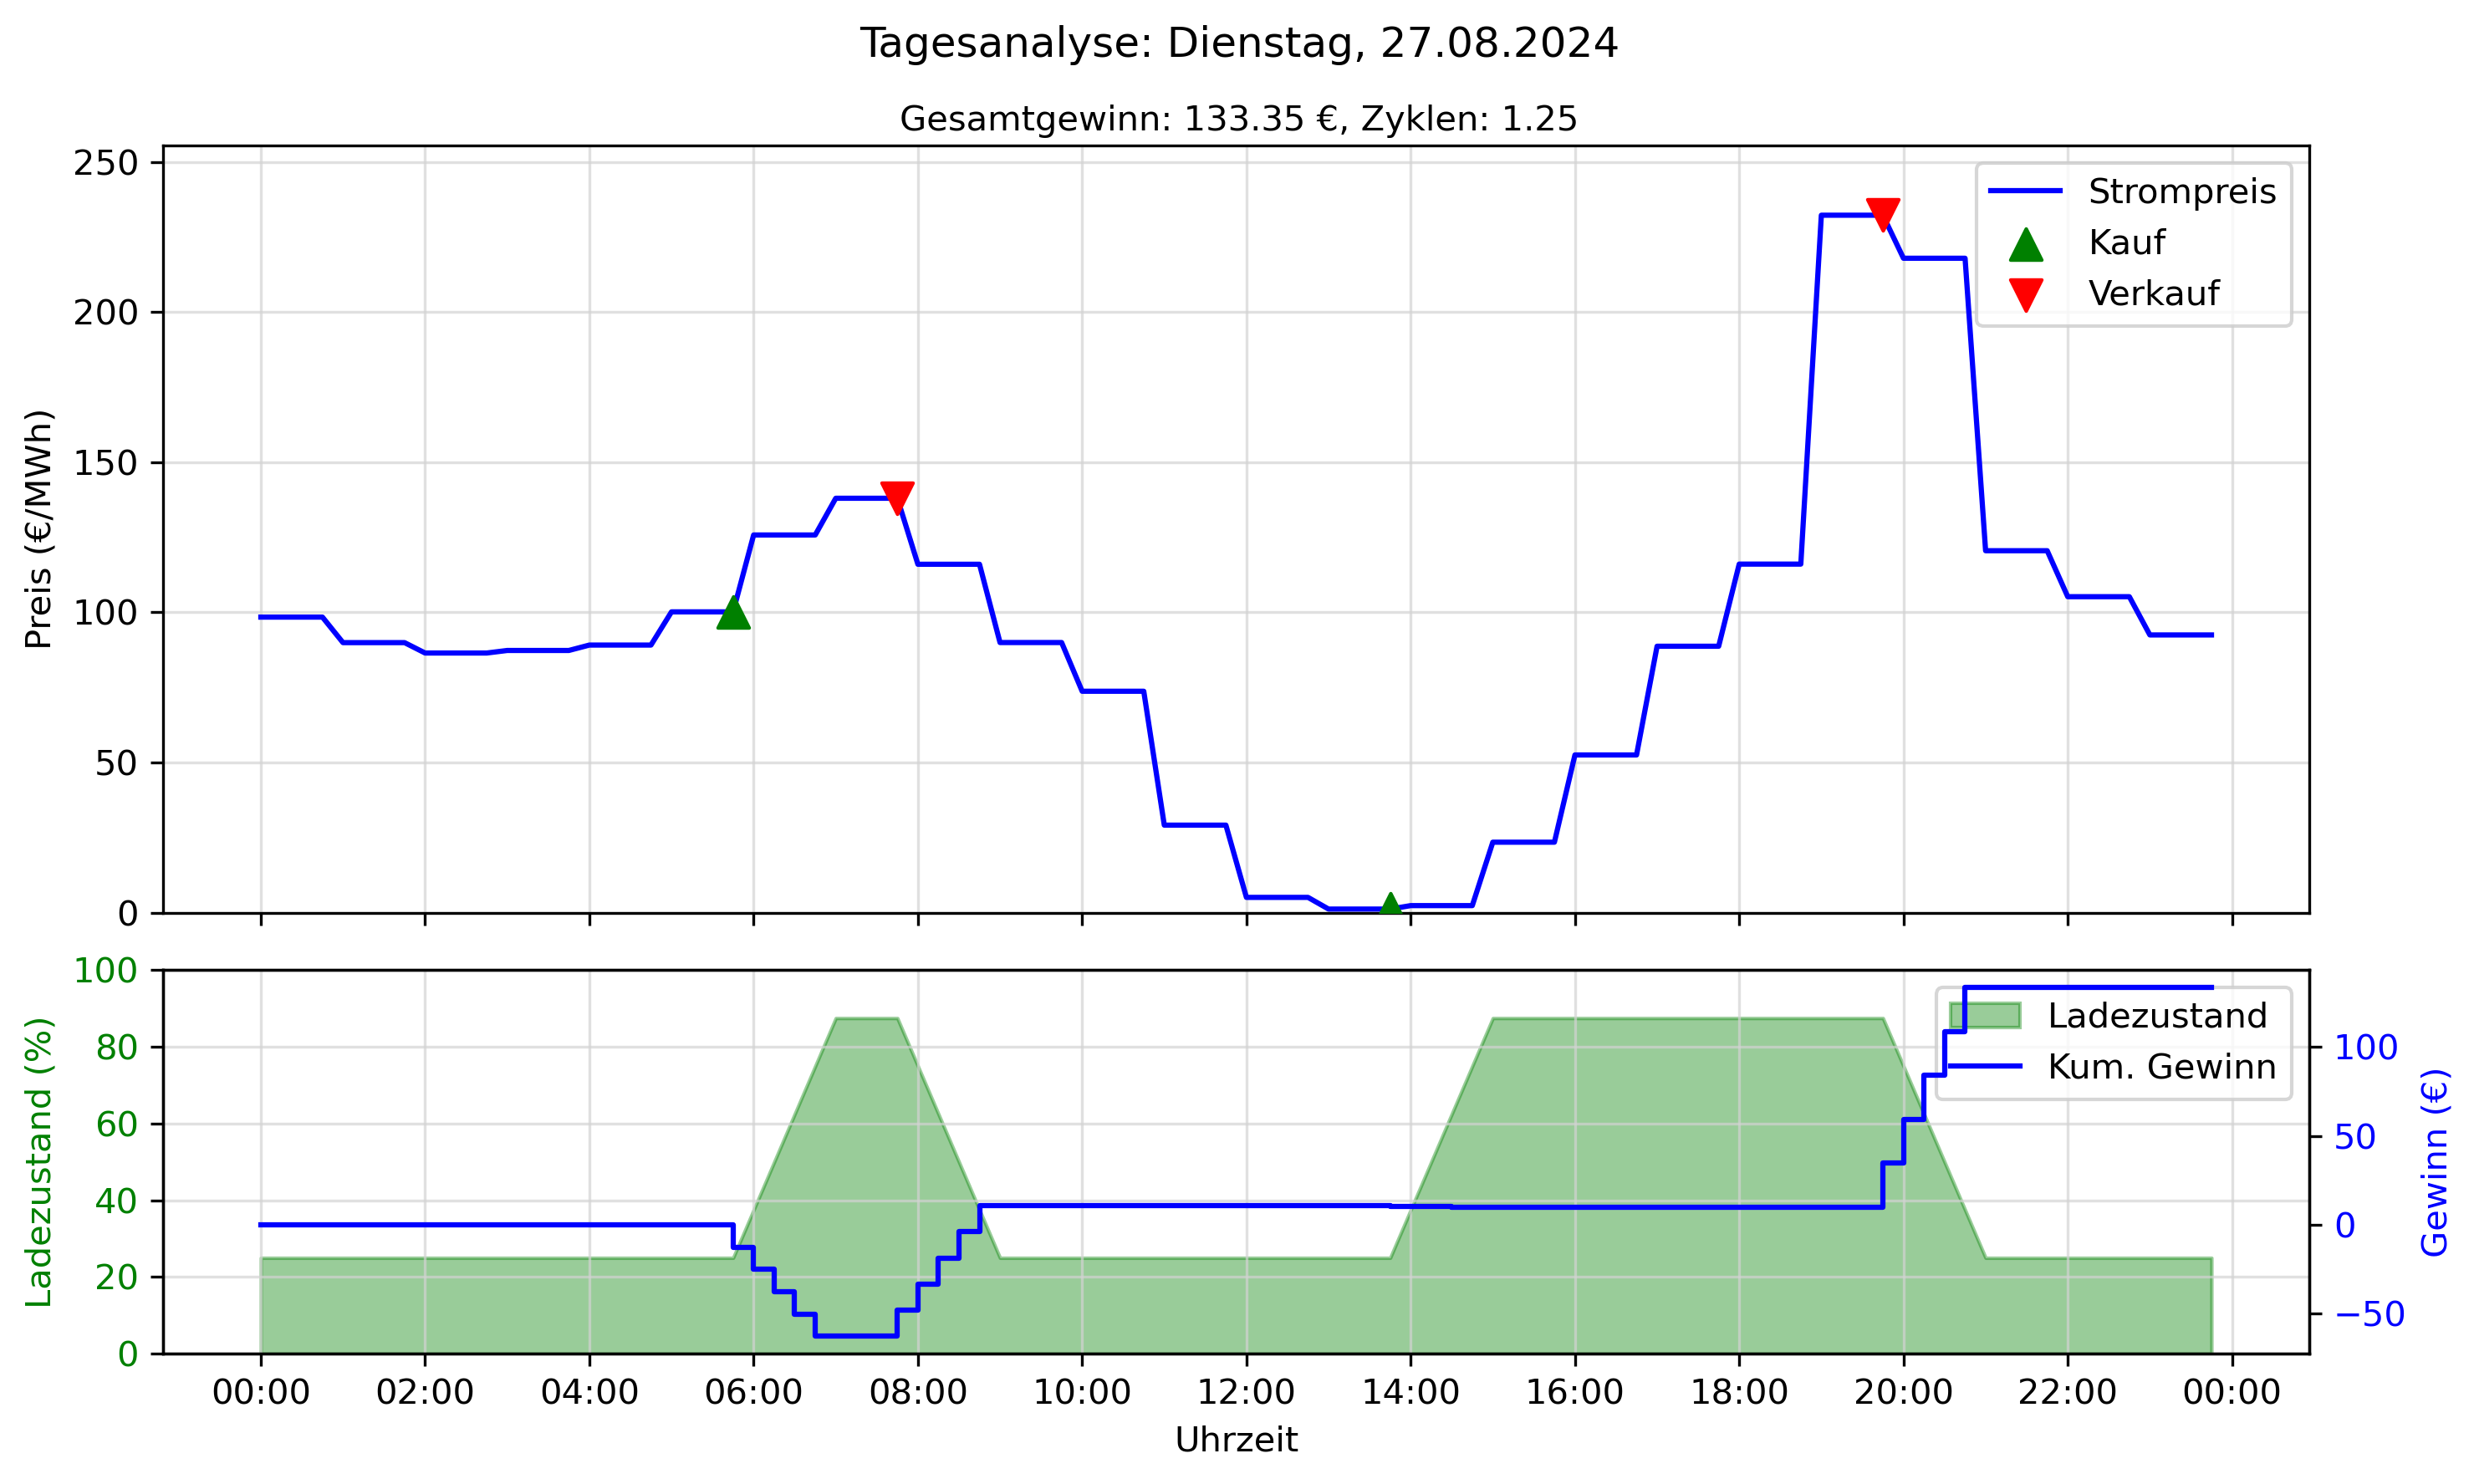 Tagesanalyse: Dienstag, 27.08.2024
Gesamtgewinn: 133.35 €, Zyklen: 1.25
250
200
150
100
50
0
Preis (€/MWh)
Strompreis
Kauf
Verkauf
100
80
60
40
20
0
Ladezustand (%)
Ladezustand
Kum. Gewinn
100
50
0
−50
Gewinn (€)
00:00 02:00 04:00 06:00 08:00 10:00 12:00 14:00 16:00 18:00 20:00 22:00 00:00
Uhrzeit